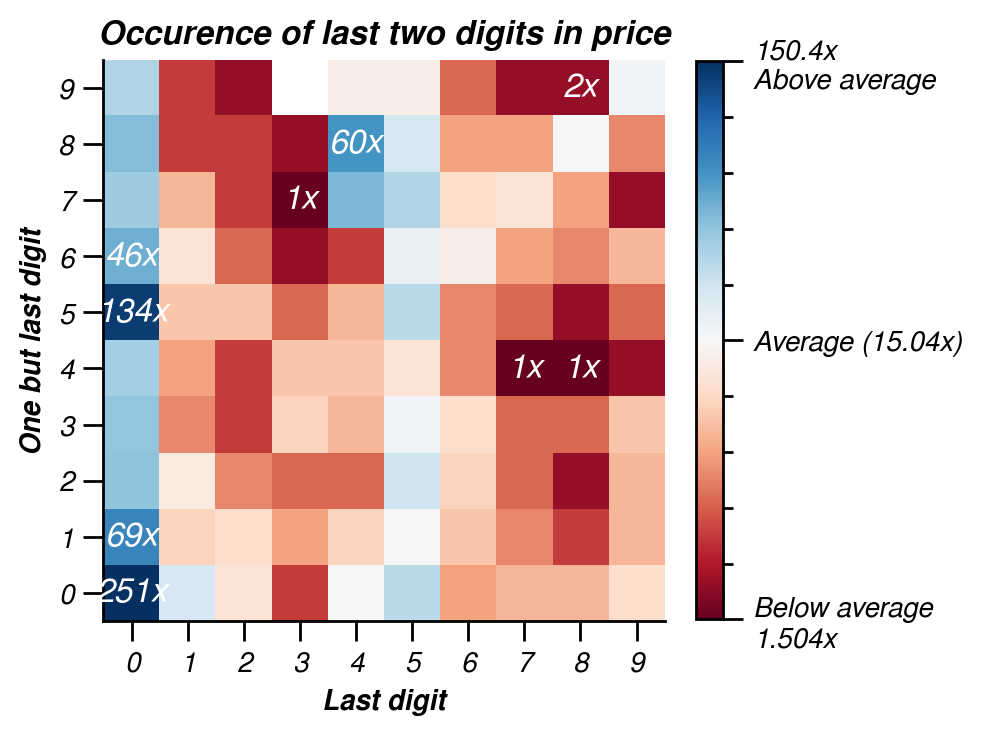 Occurence of last two digits in price
150.4x
Above average
9
2x
8
60x
7
1x
6
46x
5
134x
Average (15.04x)
4
1x 1x
3
2
1
69x
0
251x
Below average
1.504x
0 1 2 3 4 5 6 7 8 9
Last digit
One but last digit